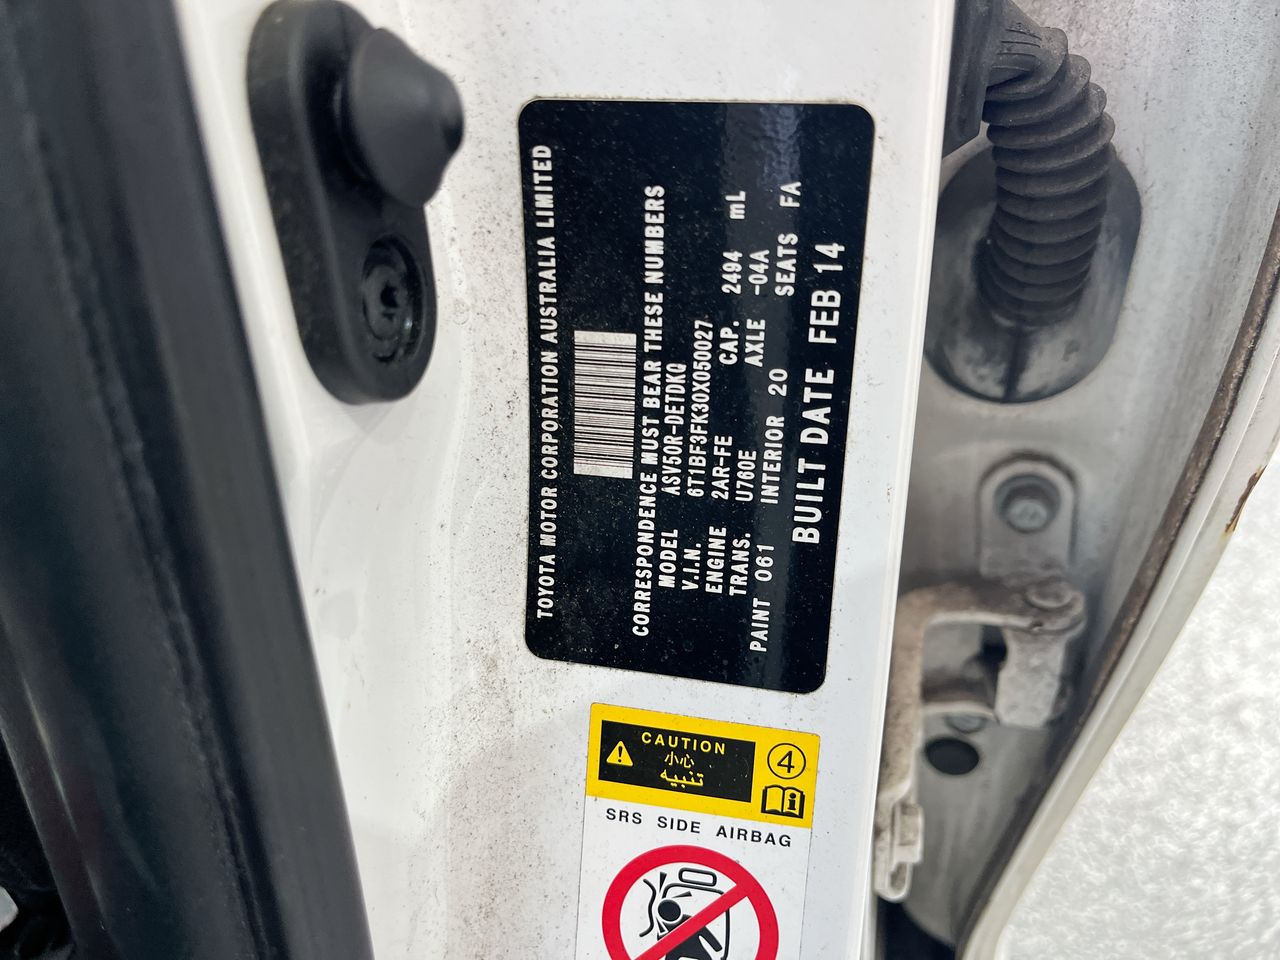 TOYOTA MOTOR CORPORATION AUSTRALIA LIMITED
CORRESPONDENCE MUST BEAR THESE NUMBERS
MODEL ASV50R-DETDKQ
V.I.N. 6T1BF3FK30X050027
ENGINE 2AR-FE CAP. 2494 mL
TRANS. U760E AXLE -04A
PAINT 061 INTERIOR 20 SEATS FA
BUILT DATE FEB 14
CAUTION 4
小心
تنبيه
SRS SIDE AIRBAG